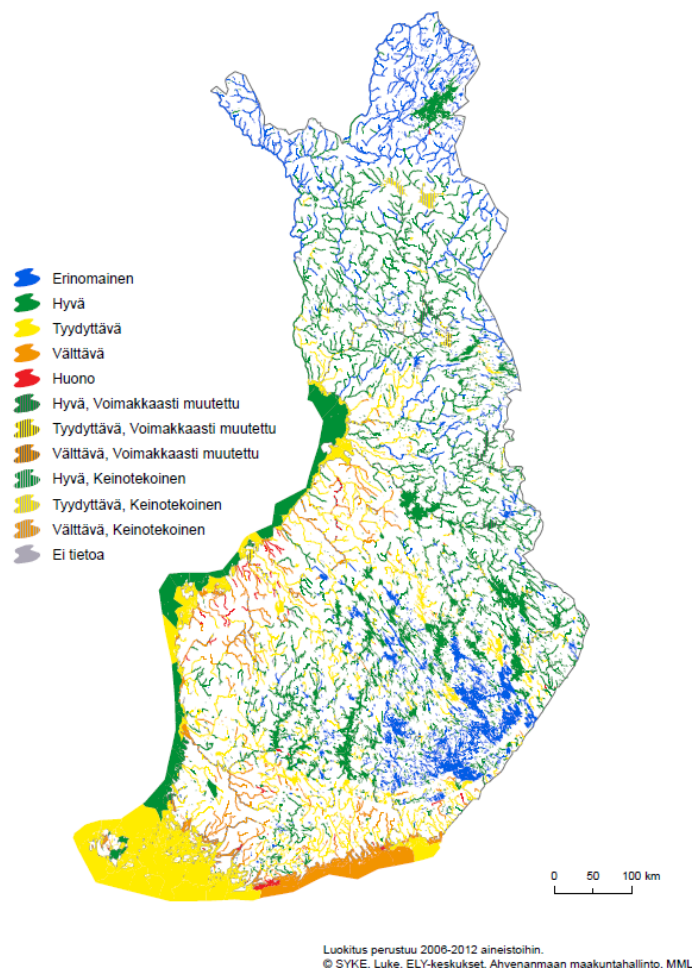 Erinomainen
Hyvä
Tyydyttävä
Välttävä
Huono
Hyvä, Voimakkaasti muutettu
Tyydyttävä, Voimakkaasti muutettu
Välttävä, Voimakkaasti muutettu
Hyvä, Keinotekoinen
Tyydyttävä, Keinotekoinen
Välttävä, Keinotekoinen
Ei tietoa
0 50 100 km
Luokitus perustuu 2006-2012 aineistoihin.
© SYKE, Luke, ELY-keskukset, Ahvenanmaan maakuntahallinto, MML